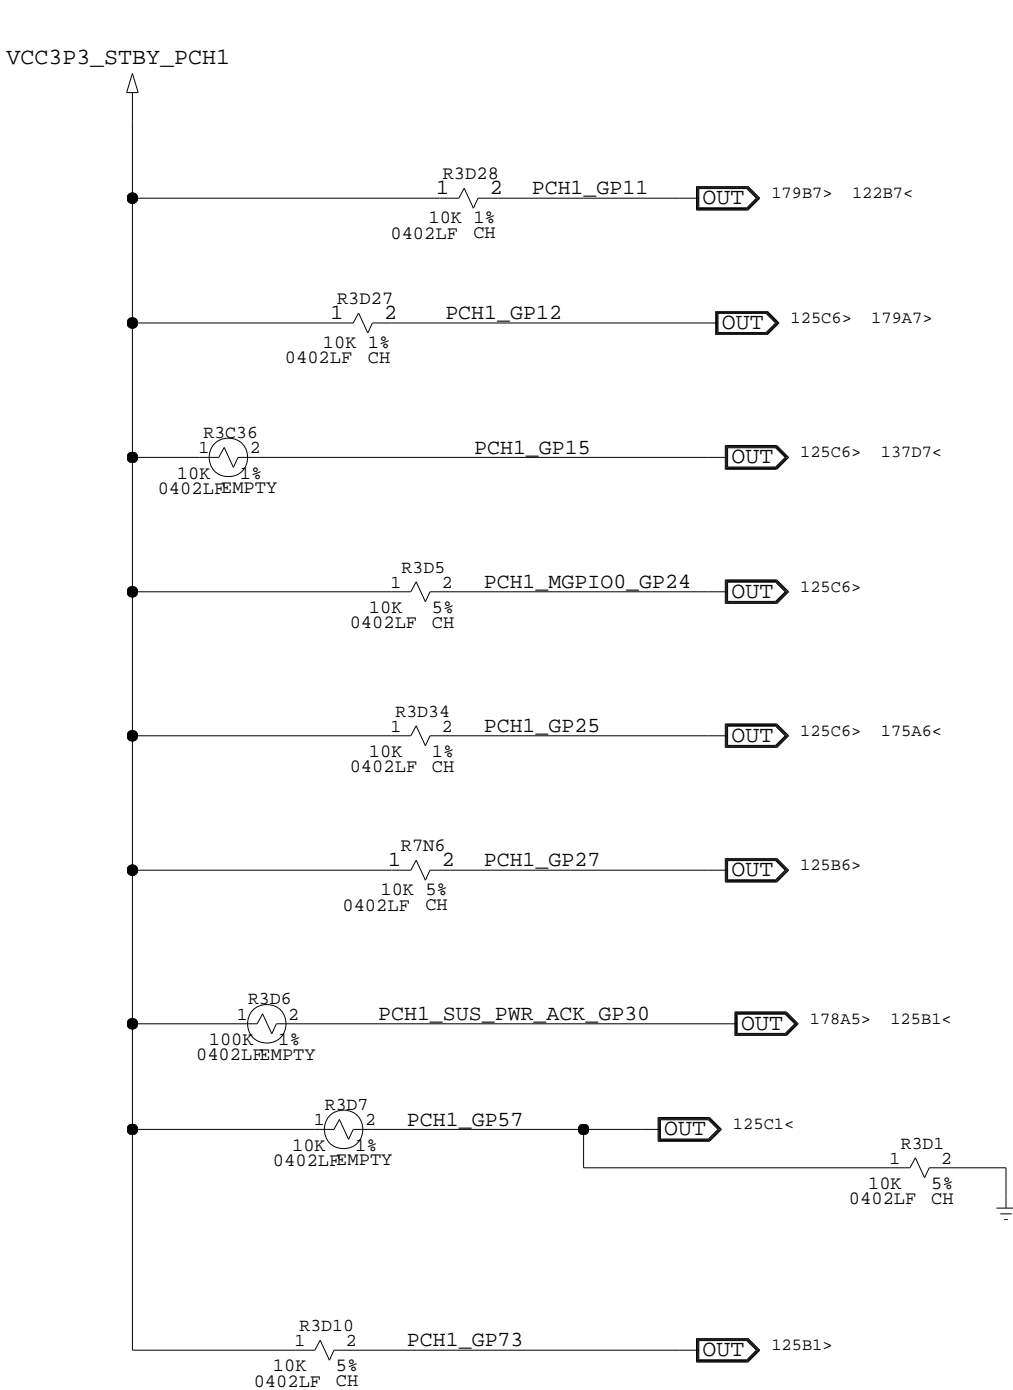 VCC3P3_STBY_PCH1
R3D28
1 2 PCH1_GP11 OUT 179B7> 122B7<
10K 1%
0402LF CH
R3D27
1 2 PCH1_GP12 OUT 125C6> 179A7>
10K 1%
0402LF CH
R3C36
1 2 PCH1_GP15 OUT 125C6> 137D7<
10K 1%
0402LF EMPTY
R3D5
1 2 PCH1_MGPIO0_GP24 OUT 125C6>
10K 5%
0402LF CH
R3D34
1 2 PCH1_GP25 OUT 125C6> 175A6<
10K 1%
0402LF CH
R7N6
1 2 PCH1_GP27 OUT 125B6>
10K 5%
0402LF CH
R3D6
1 2 PCH1_SUS_PWR_ACK_GP30 OUT 178A5> 125B1<
100K 1%
0402LF EMPTY
R3D7
1 2 PCH1_GP57 OUT 125C1<
10K 1%
0402LF EMPTY
R3D1
1 2
10K 5%
0402LF CH
R3D10
1 2 PCH1_GP73 OUT 125B1>
10K 5%
0402LF CH